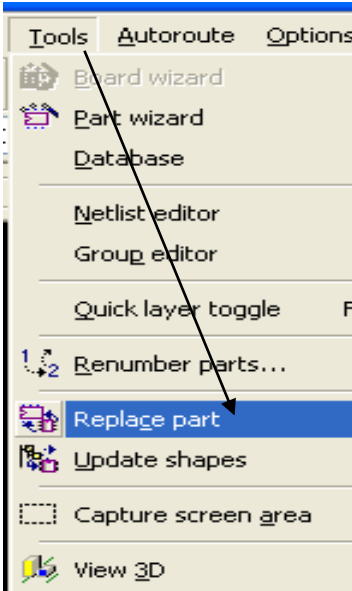 Tools Autoroute Options
Board wizard
Part wizard
Database
Netlist editor
Group editor
Quick layer toggle F
Renumber parts...
Replace part
Update shapes
Capture screen area
View 3D